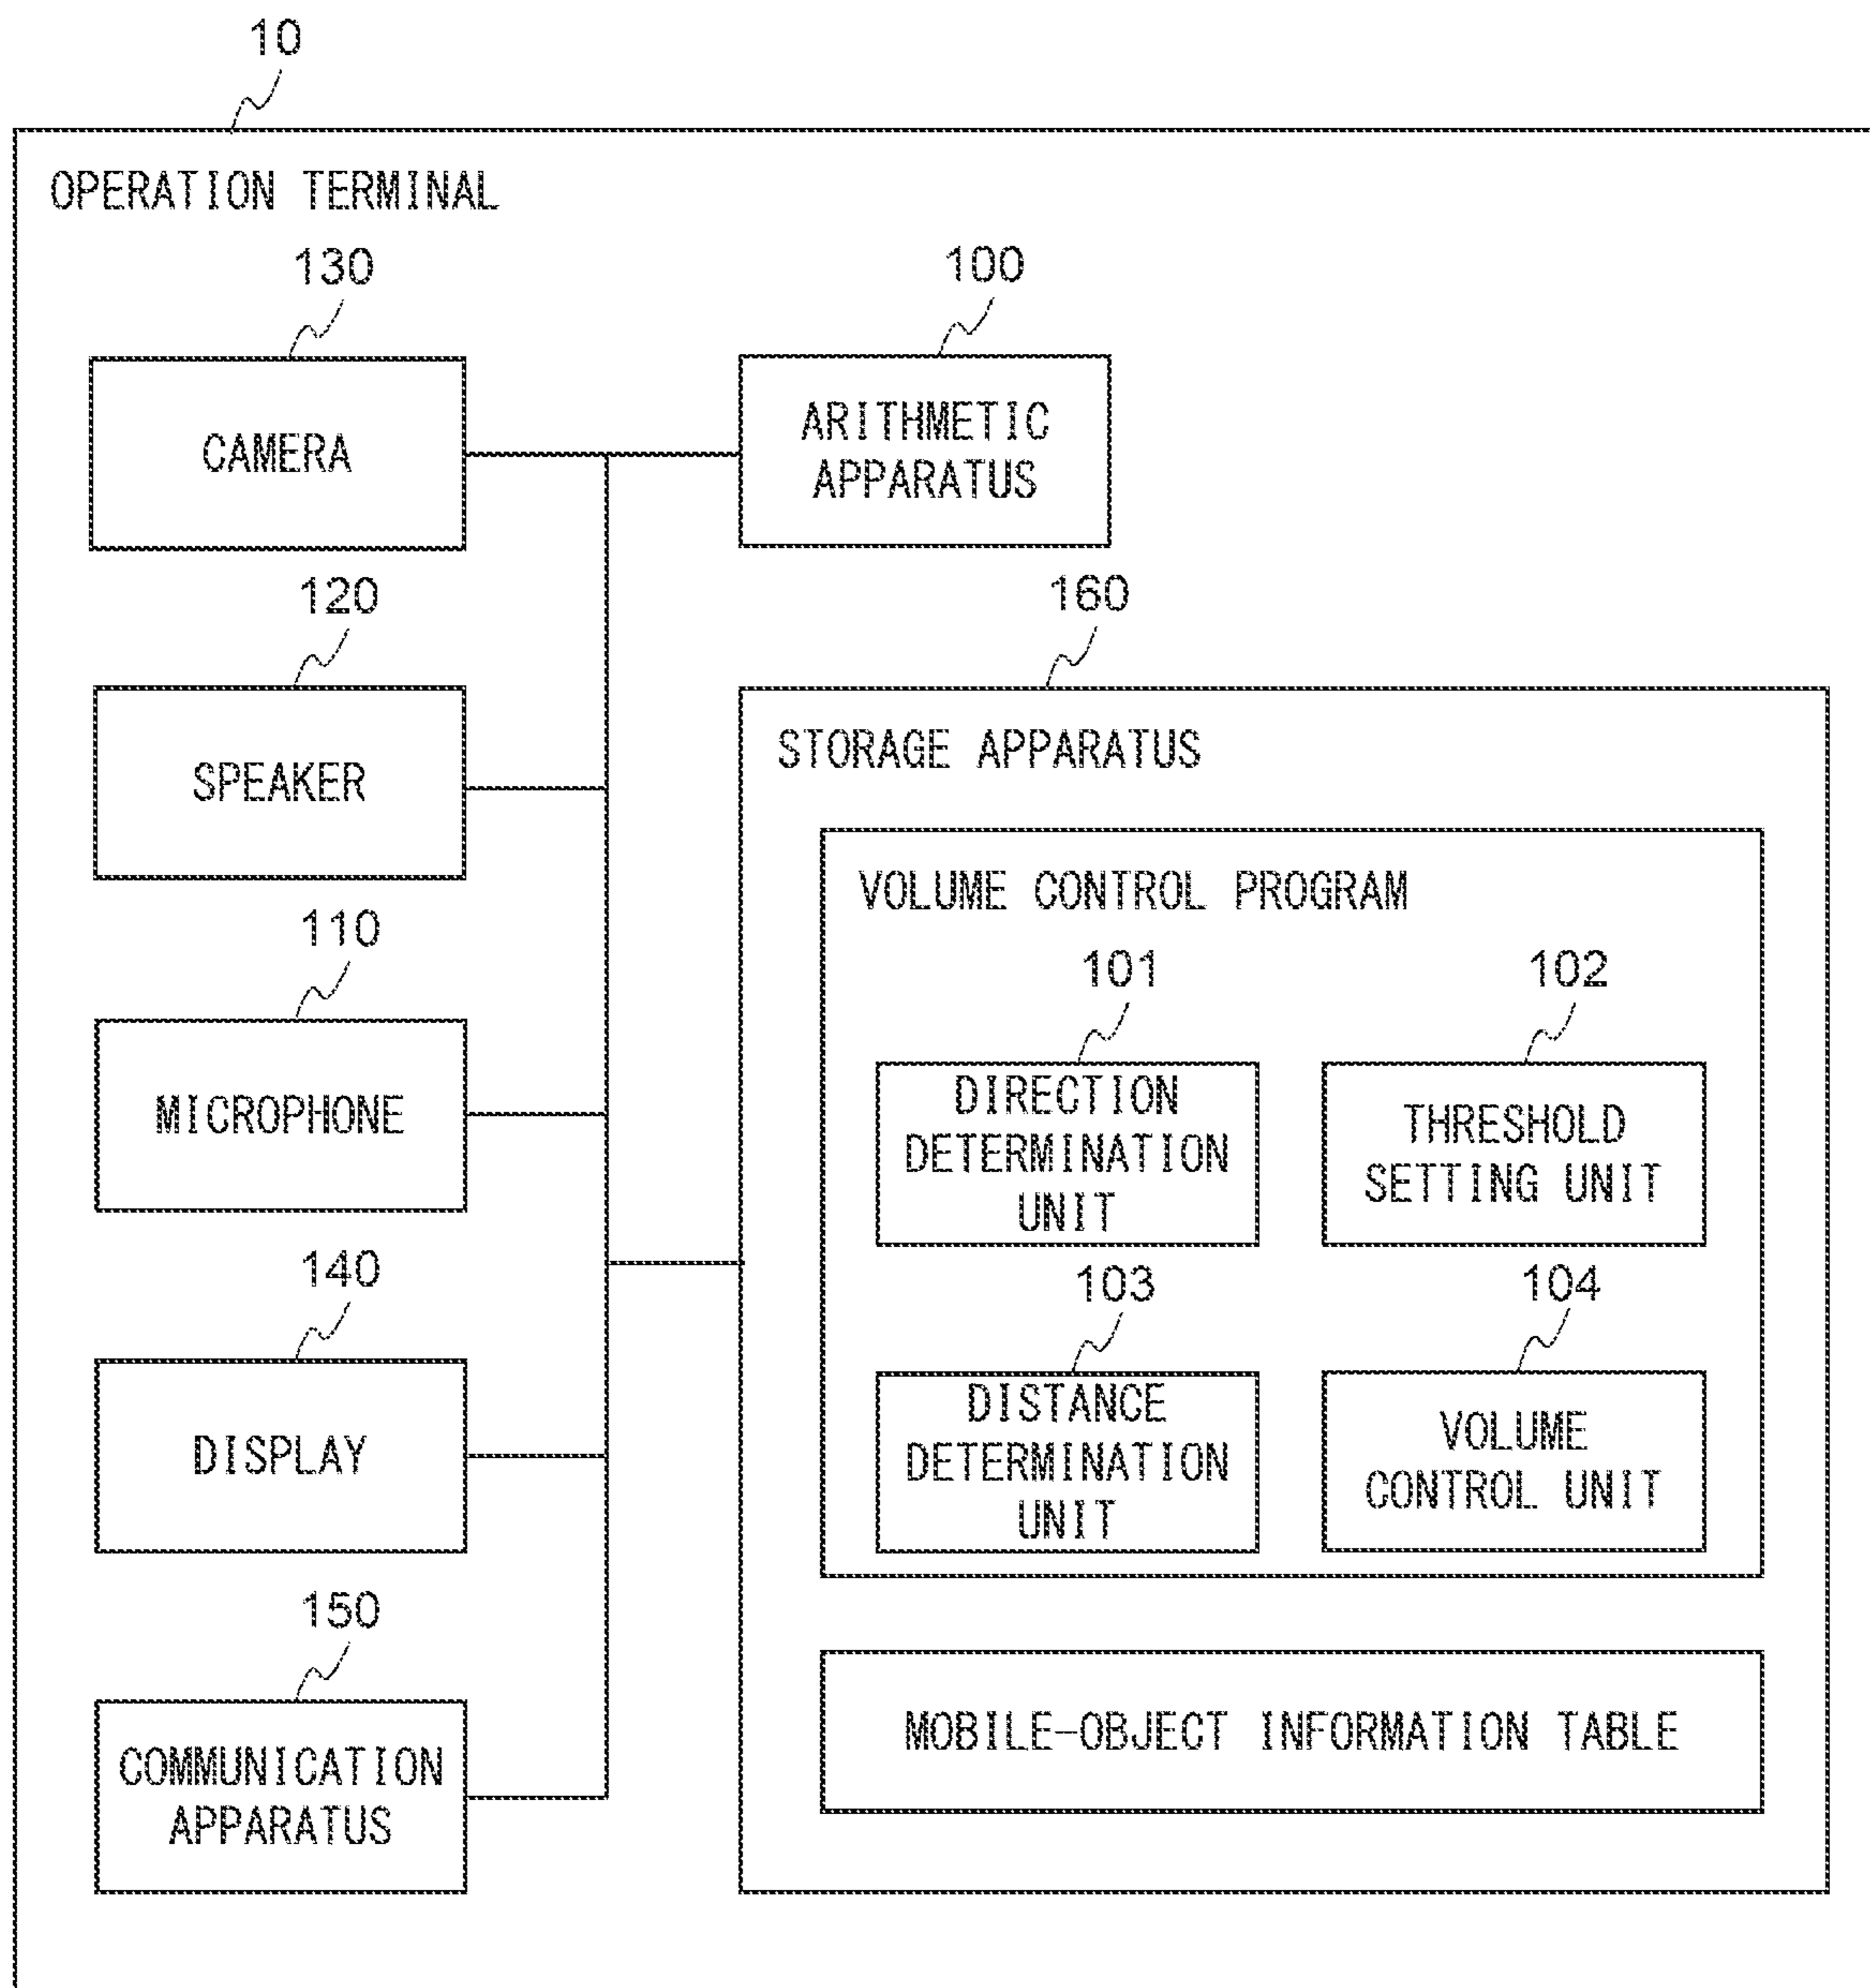 10
OPERATION TERMINAL
130
100
CAMERA
ARITHMETIC
APPARATUS
120
160
SPEAKER
STORAGE APPARATUS
VOLUME CONTROL PROGRAM
110
MICROPHONE
101
102
DIRECTION
DETERMINATION
UNIT
THRESHOLD
SETTING UNIT
140
DISPLAY
103
104
DISTANCE
DETERMINATION
UNIT
VOLUME
CONTROL UNIT
150
COMMUNICATION
APPARATUS
MOBILE-OBJECT INFORMATION TABLE